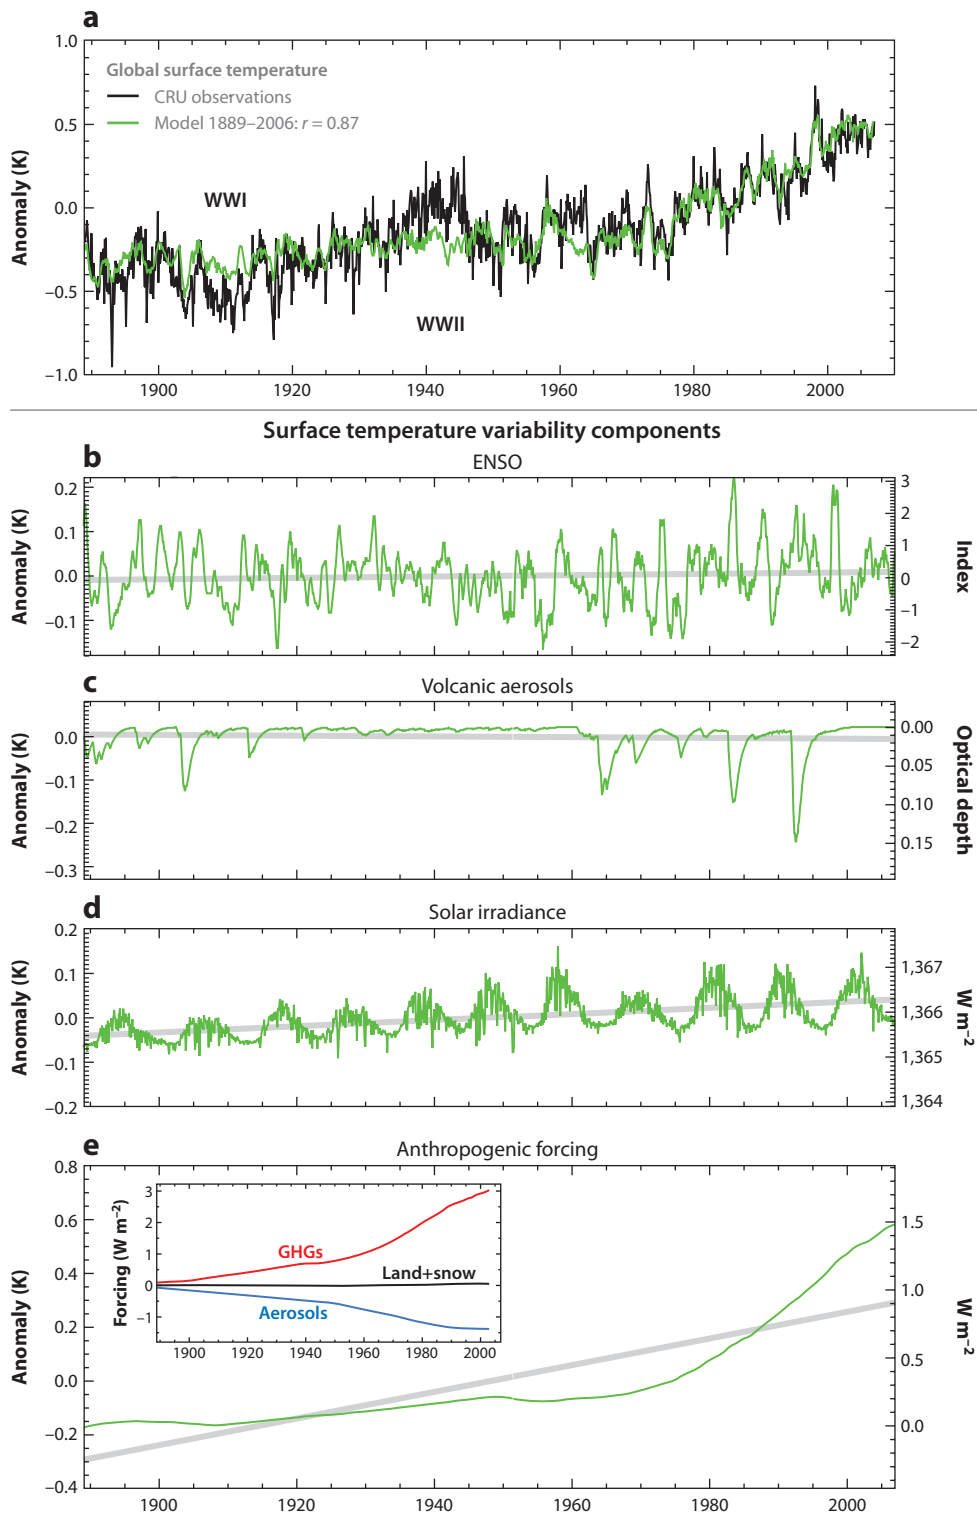 a
Global surface temperature
CRU observations
Model 1889–2006: r = 0.87
WWI
WWII
Anomaly (K)
1.0
0.5
0.0
−0.5
−1.0
1900 1920 1940 1960 1980 2000
Surface temperature variability components
b
ENSO
Anomaly (K)
0.2
0.1
0.0
−0.1
3
2
1
0
−1
−2
Index
c
Volcanic aerosols
Anomaly (K)
0.0
−0.1
−0.2
−0.3
0.00
0.05
0.10
0.15
Optical depth
d
Solar irradiance
Anomaly (K)
0.2
0.1
0.0
−0.1
−0.2
1,367
1,366
1,365
1,364
W m−2
e
Anthropogenic forcing
Anomaly (K)
0.8
0.6
0.4
0.2
0.0
−0.2
−0.4
Forcing (W m−2)
3
2
1
0
−1
GHGs
Land+snow
Aerosols
1900 1920 1940 1960 1980 2000
1.5
1.0
0.5
0.0
W m−2
1900 1920 1940 1960 1980 2000